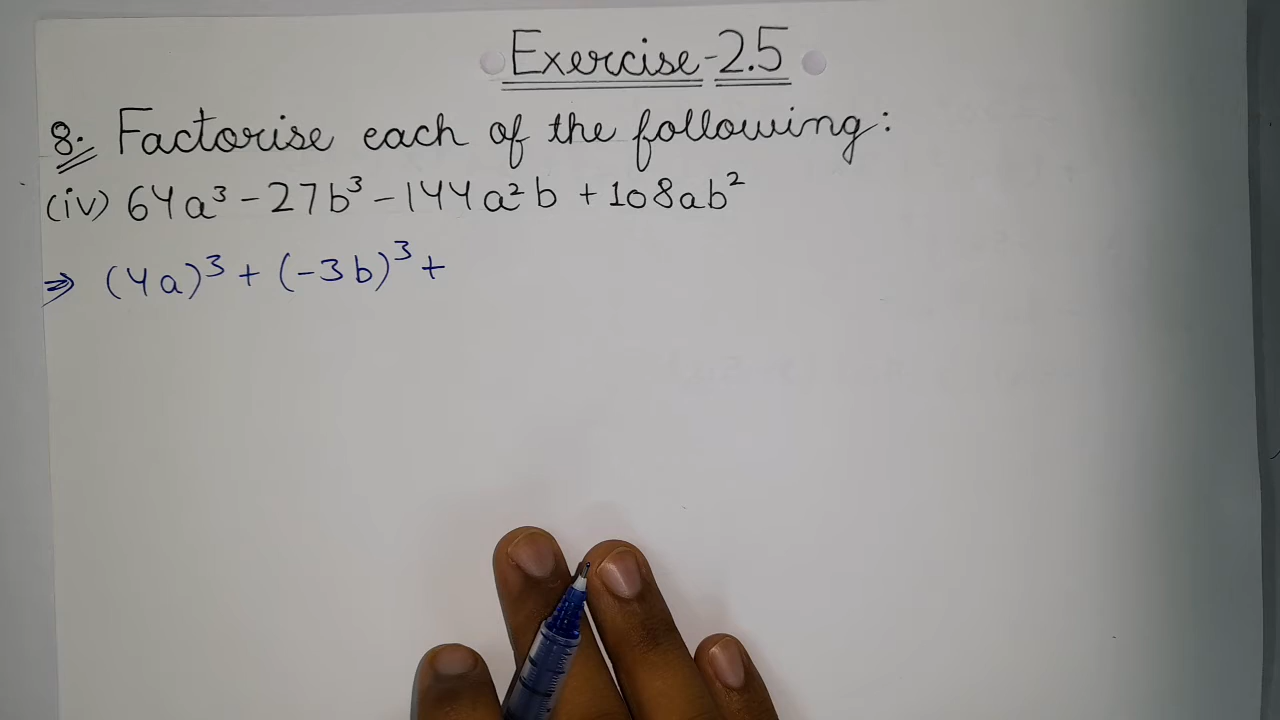 Exercise-2.5
8. Factorise each of the following:
(iv) 64a³ - 27b³ - 144a²b + 108ab²
⇒ (4a)³ + (-3b)³ +